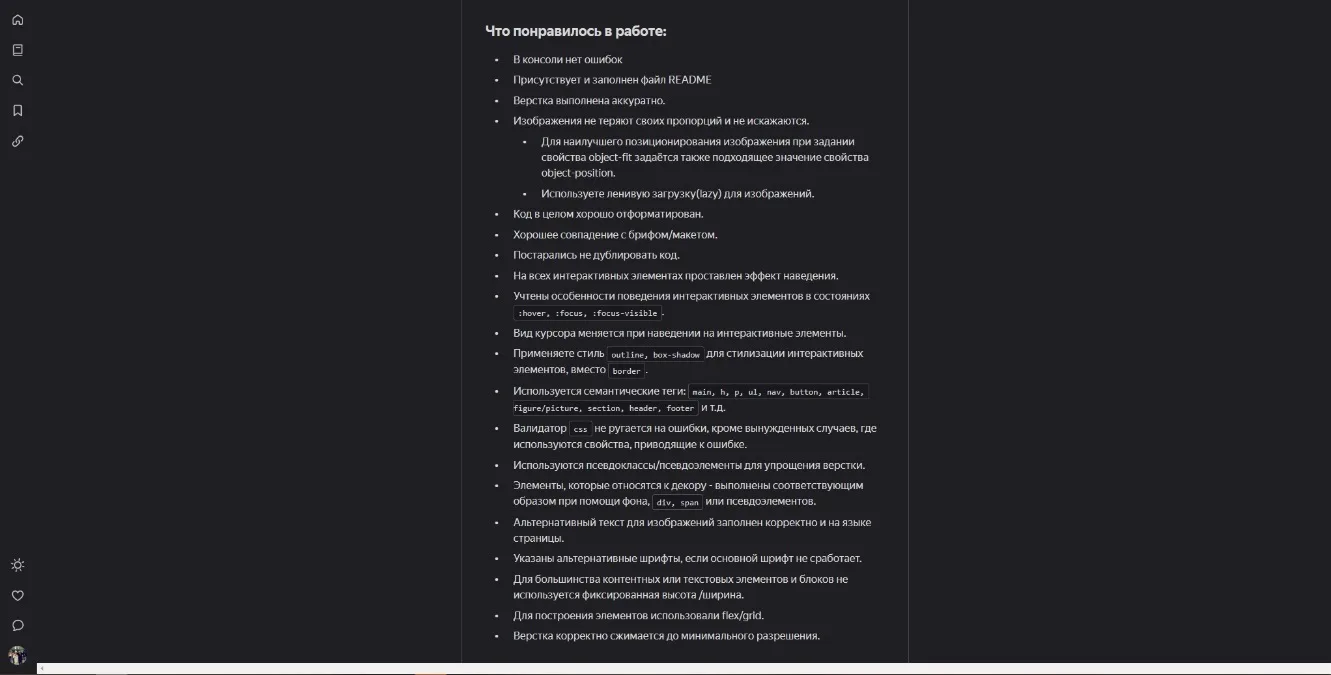 Что понравилось в работе:
В консоли нет ошибок
Присутствует и заполнен файл README
Верстка выполнена аккуратно.
Изображения не теряют своих пропорций и не искажаются.
Для наилучшего позиционирования изображения при задании
свойства object-fit задаётся также подходящее значение свойства
object-position.
Используете ленивую загрузку(lazy) для изображений.
Код в целом хорошо отформатирован.
Хорошее совпадение с брифом/макетом.
Постарались не дублировать код.
На всех интерактивных элементах проставлен эффект наведения.
Учтены особенности поведения интерактивных элементов в состояниях
:hover, :focus, :focus-visible.
Вид курсора меняется при наведении на интерактивные элементы.
Применяете стиль outline, box-shadow для стилизации интерактивных
элементов, вместо border.
Используется семантические теги: main, h, p, ul, nav, button, article,
figure/picture, section, header, footer и т.д.
Валидатор css не ругается на ошибки, кроме вынужденных случаев, где
используются свойства, приводящие к ошибке.
Используются псевдоклассы/псевдоэлементы для упрощения верстки.
Элементы, которые относятся к декору - выполнены соответствующим
образом при помощи фона, div, span или псевдоэлементов.
Альтернативный текст для изображений заполнен корректно и на языке
страницы.
Указаны альтернативные шрифты, если основной шрифт не сработает.
Для большинства контентных или текстовых элементов и блоков не
используется фиксированная высота /ширина.
Для построения элементов использовали flex/grid.
Верстка корректно сжимается до минимального разрешения.